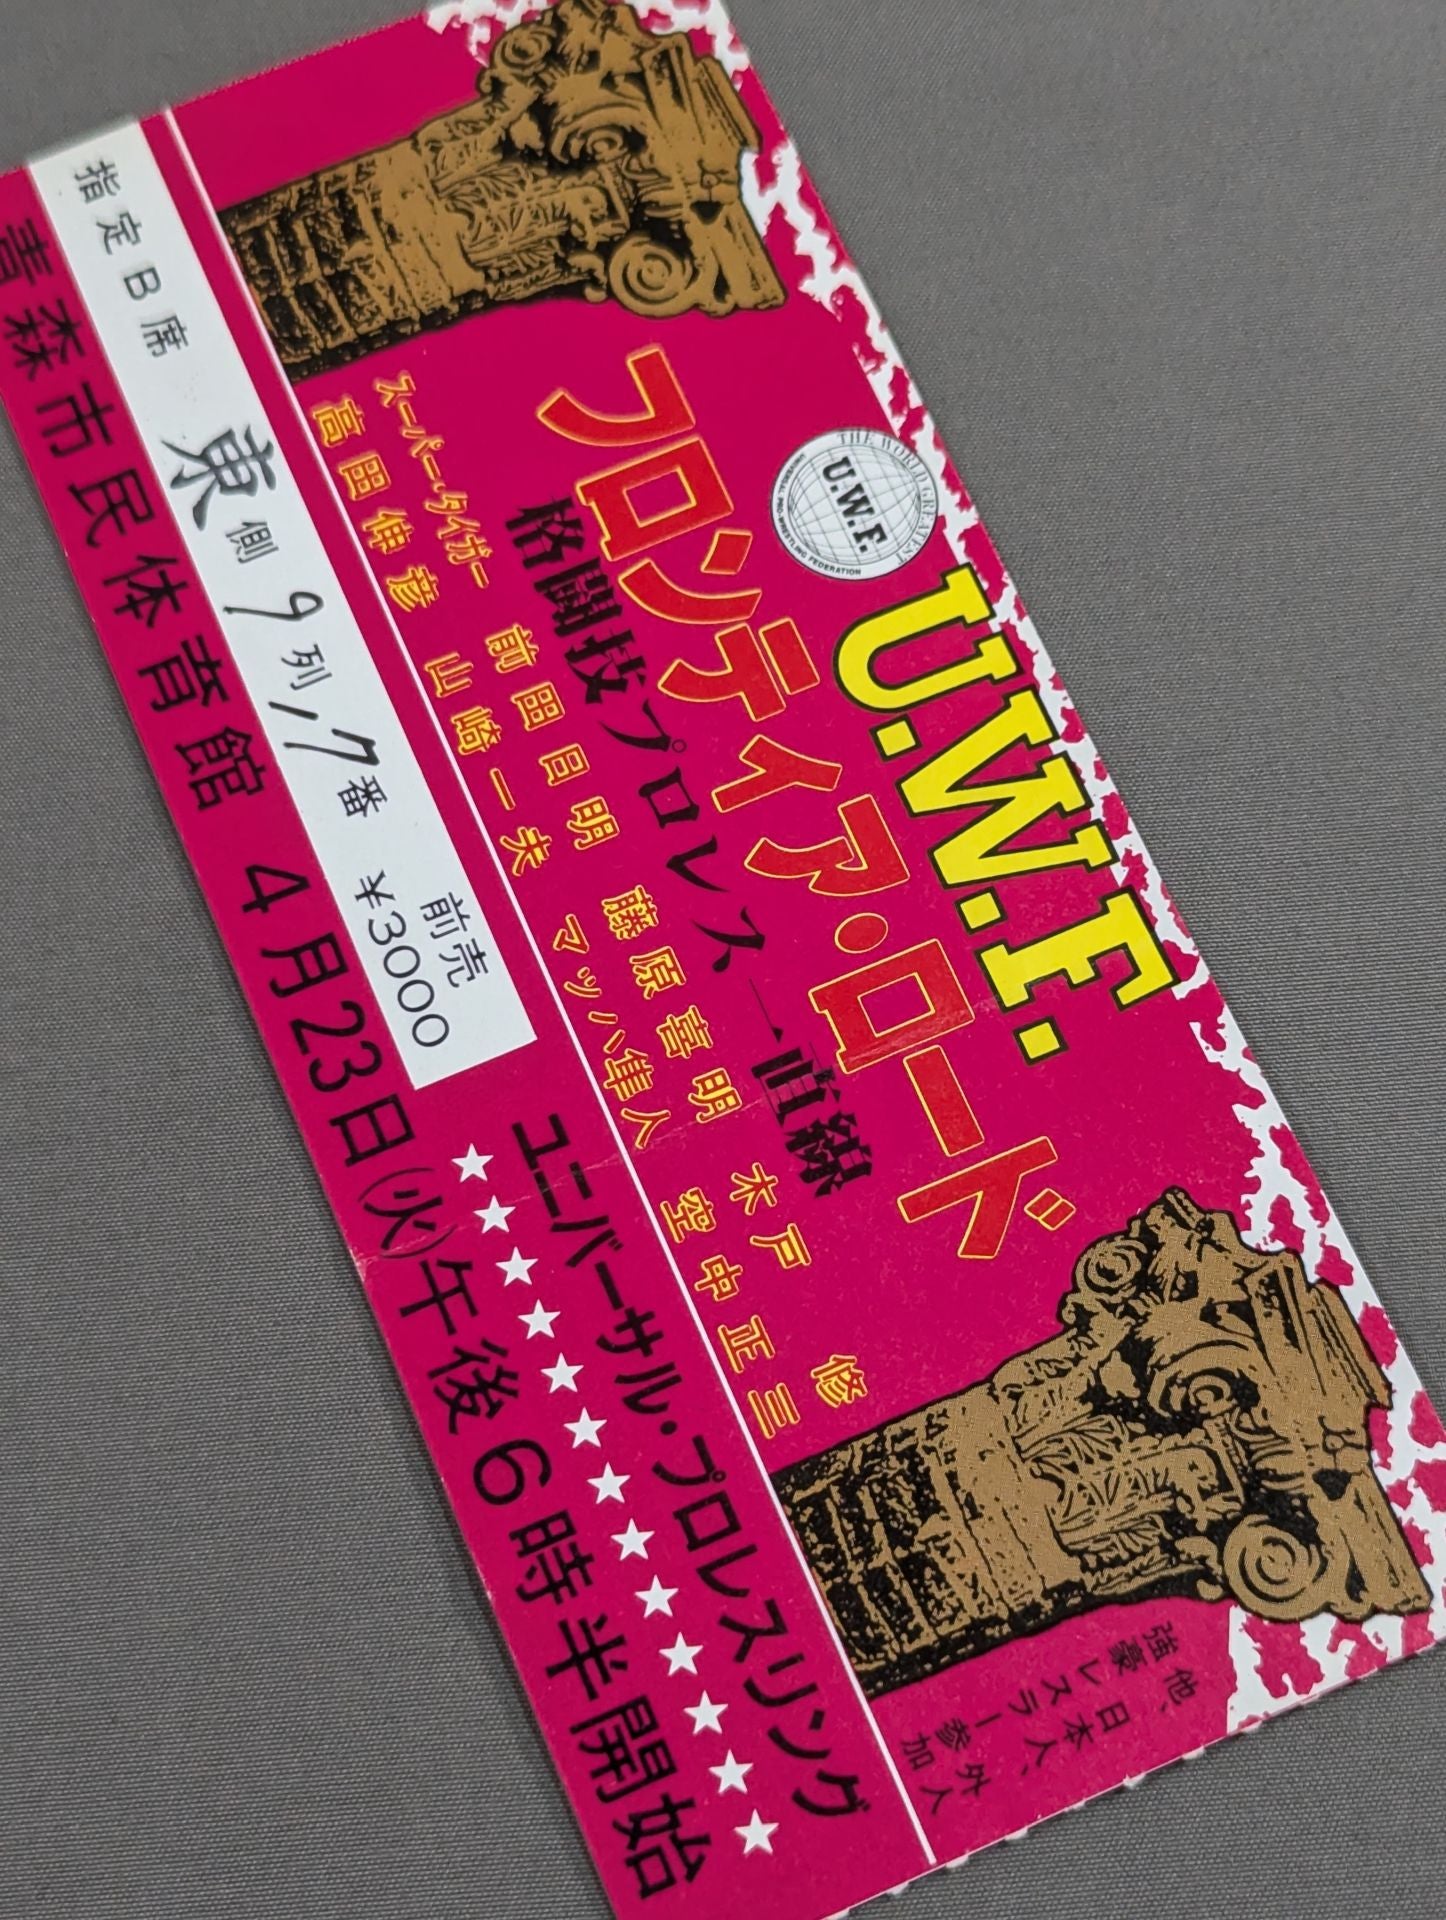 THE WORLD GREATEST
U.W.F.
UNIVERSAL PRO-WRESTLING FEDERATION
U.W.F.
フロンティア・ロード
格闘技プロレス一直線
スーパー・タイガー 前田日明 藤原喜明 木戸 修
高田伸彦 山崎一夫 マッハ隼人 空中正三
他、日本人、外人
強豪レスラー参加
指定B席 東側 9列 17番 前売 ¥3000
ユニバーサル・プロレスリング
青森市民体育館 4月23日(火)午後6時半開始